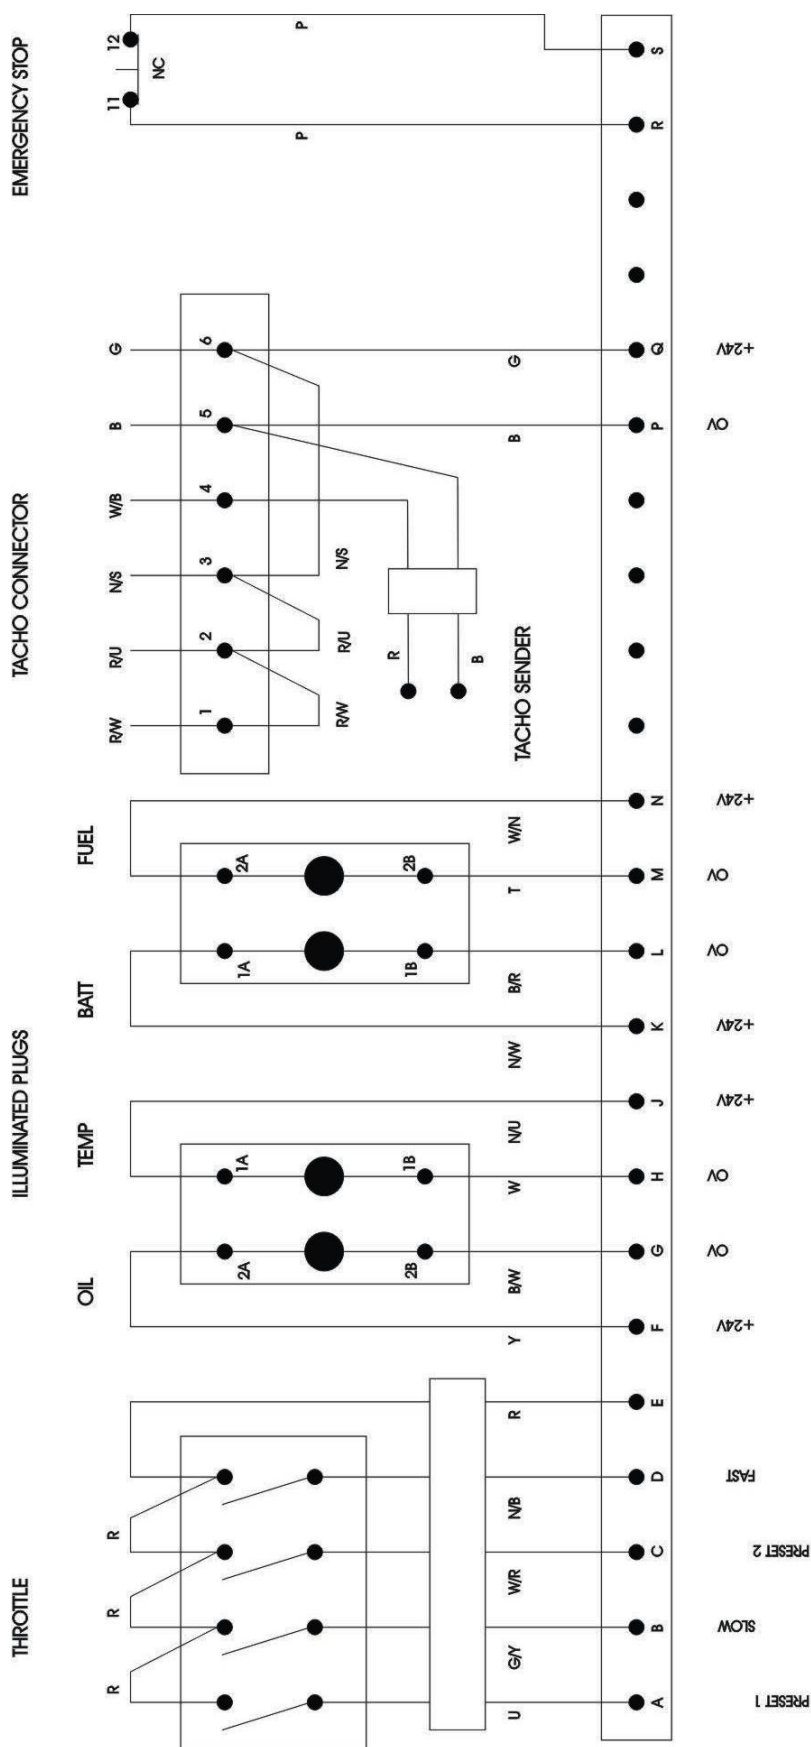 THROTTLE
ILLUMINATED PLUGS
TACHO CONNECTOR
EMERGENCY STOP
OIL
TEMP
BATT
FUEL
R
R
R
R/W
R/U
N/S
W/B
B
G
11
12
NC
1
2
3
4
5
6
2A
1A
1A
2A
P
P
R/W
R/U
N/S
R
2B
1B
1B
2B
B
TACHO SENDER
U
G/Y
W/R
N/B
R
Y
B/W
W
N/U
N/W
B/R
T
W/N
B
G
A
B
C
D
E
F
G
H
J
K
L
M
N
P
Q
R
S
PRESET 1
SLOW
PRESET 2
FAST
+24V
0V
0V
+24V
+24V
0V
0V
+24V
0V
+24V